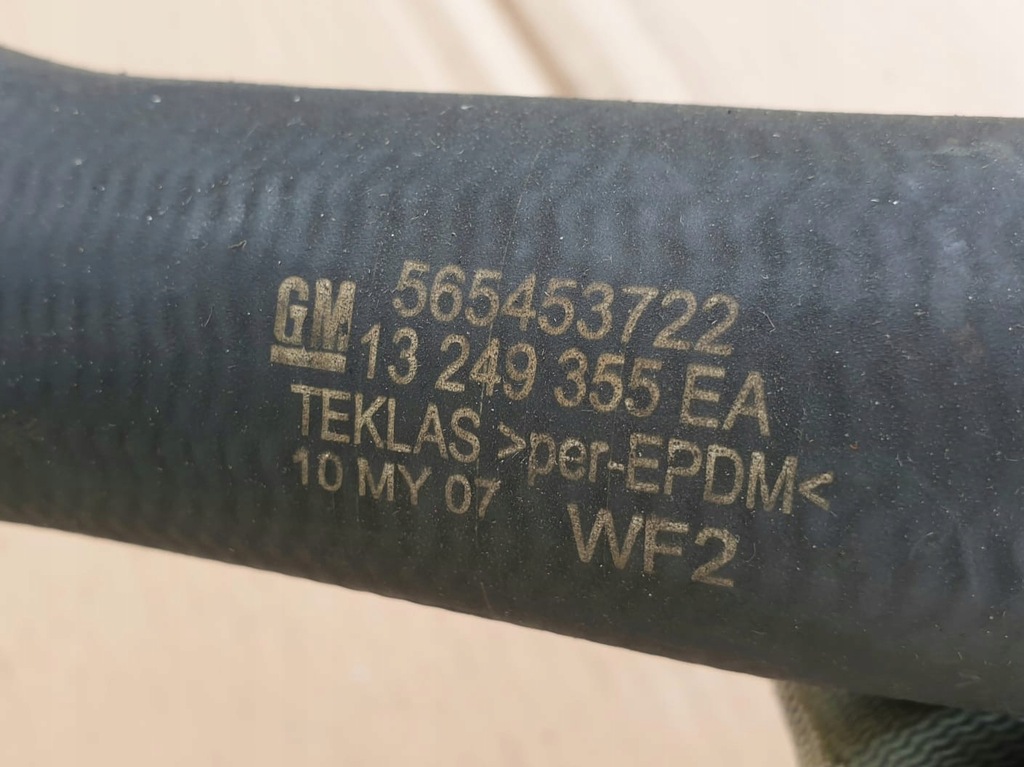 GM 565453722
13 249 355 EA
TEKLAS >per-EPDM<
10 MY 07 WF2